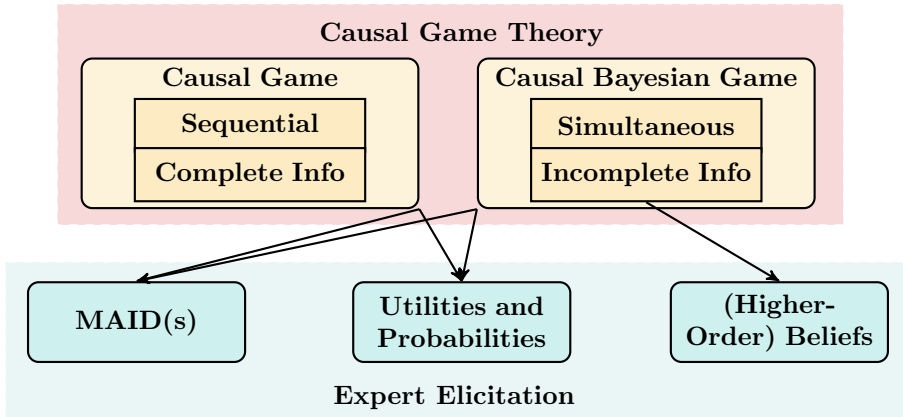 Causal Game Theory
Causal Game
Sequential
Complete Info
Causal Bayesian Game
Simultaneous
Incomplete Info
MAID(s)
Utilities and
Probabilities
(Higher-
Order) Beliefs
Expert Elicitation